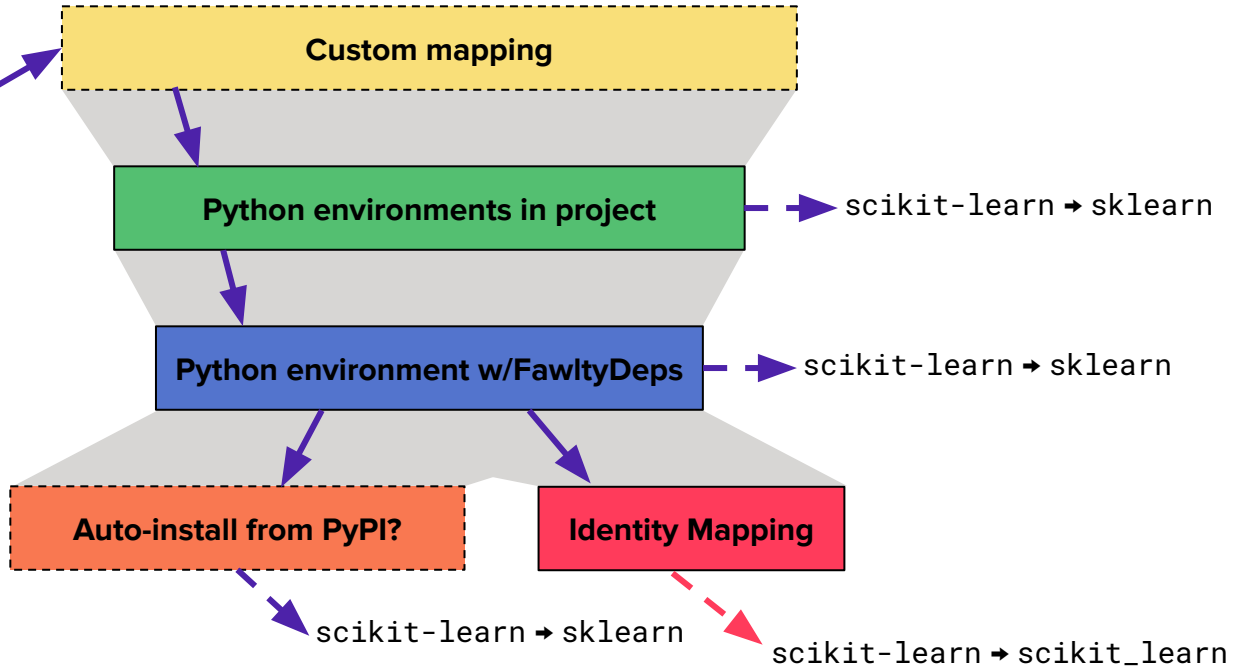 Custom mapping
Python environments in project
scikit-learn → sklearn
Python environment w/FawltyDeps
scikit-learn → sklearn
Auto-install from PyPI?
Identity Mapping
scikit-learn → sklearn
scikit-learn → scikit_learn